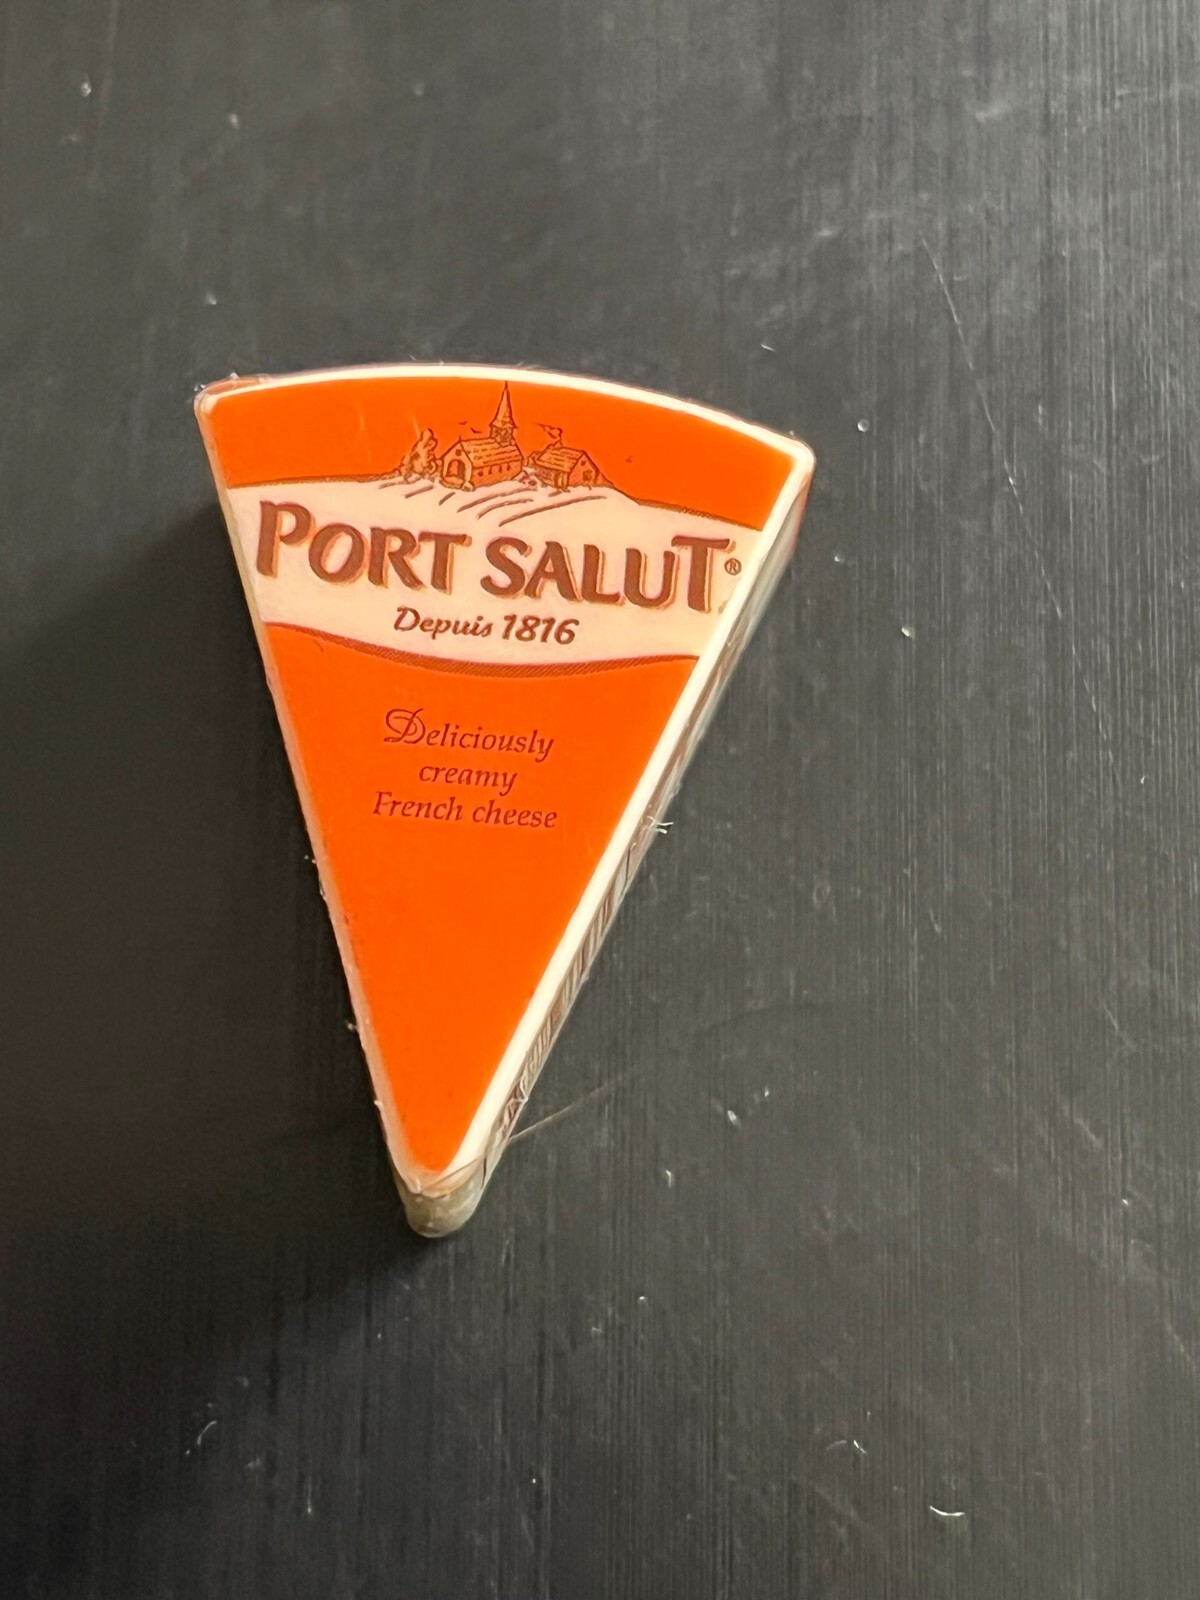 PORT SALUT®
Depuis 1816
Deliciously
creamy
French cheese